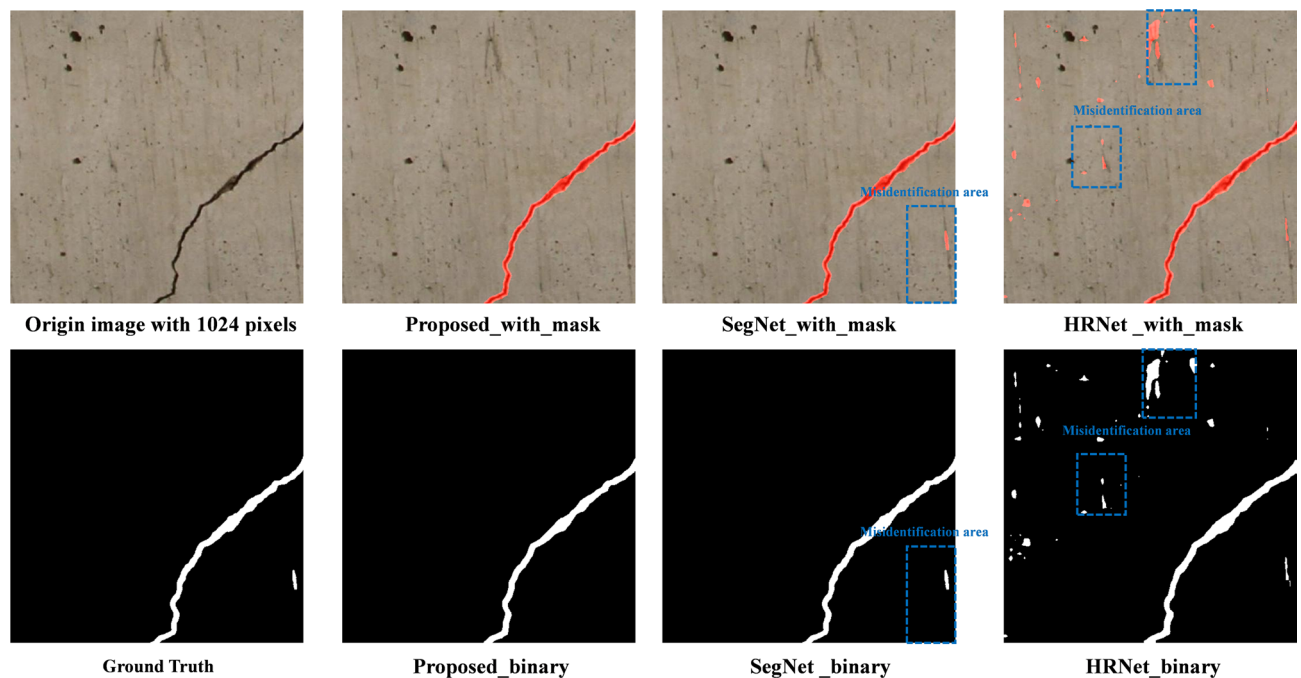 Misidentification area
Misidentification area
Origin image with 1024 pixels
Proposed_with_mask
SegNet_with_mask
HRNet _with_mask
Misidentification area
Misidentification area
Ground Truth
Proposed_binary
SegNet _binary
HRNet_binary